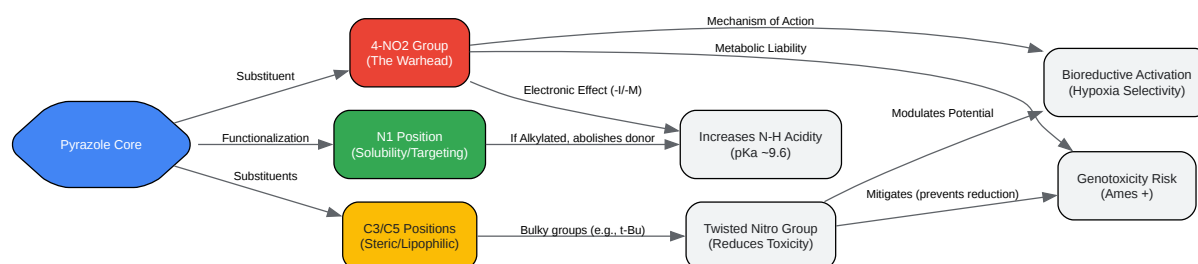 Pyrazole Core
Substituent
Functionalization
Substituents
4-NO2 Group
(The Warhead)
N1 Position
(Solubility/Targeting)
C3/C5 Positions
(Steric/Lipophilic)
Mechanism of Action
Metabolic Liability
Electronic Effect (-I/-M)
If Alkylated, abolishes donor
Bulky groups (e.g., t-Bu)
Increases N-H Acidity
(pKa ~9.6)
Twisted Nitro Group
(Reduces Toxicity)
Modulates Potential
Mitigates (prevents reduction)
Bioreductive Activation
(Hypoxia Selectivity)
Genotoxicity Risk
(Ames +)